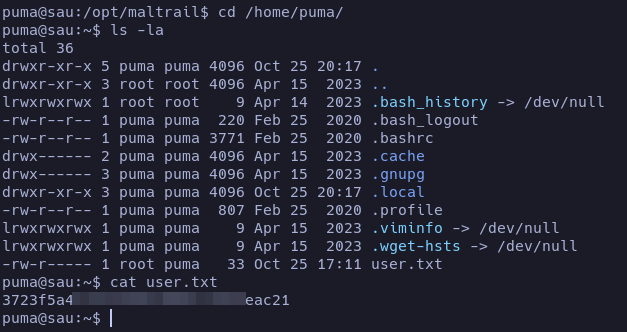 puma@sau:/opt/maltrail$ cd /home/puma/
puma@sau:~$ ls -la
total 36
drwxr-xr-x 5 puma puma 4096 Oct 25 20:17 .
drwxr-xr-x 3 root root 4096 Apr 15  2023 ..
lrwxrwxrwx 1 root root    9 Apr 14  2023 .bash_history -> /dev/null
-rw-r--r-- 1 puma puma  220 Feb 25  2020 .bash_logout
-rw-r--r-- 1 puma puma 3771 Feb 25  2020 .bashrc
drwx------ 2 puma puma 4096 Apr 15  2023 .cache
drwx------ 3 puma puma 4096 Apr 15  2023 .gnupg
drwxr-xr-x 3 puma puma 4096 Oct 25 20:17 .local
-rw-r--r-- 1 puma puma  807 Feb 25  2020 .profile
lrwxrwxrwx 1 puma puma    9 Apr 15  2023 .viminfo -> /dev/null
lrwxrwxrwx 1 puma puma    9 Apr 15  2023 .wget-hsts -> /dev/null
-rw-r----- 1 root puma   33 Oct 25 17:11 user.txt
puma@sau:~$ cat user.txt
3723f5a4 eac21
puma@sau:~$